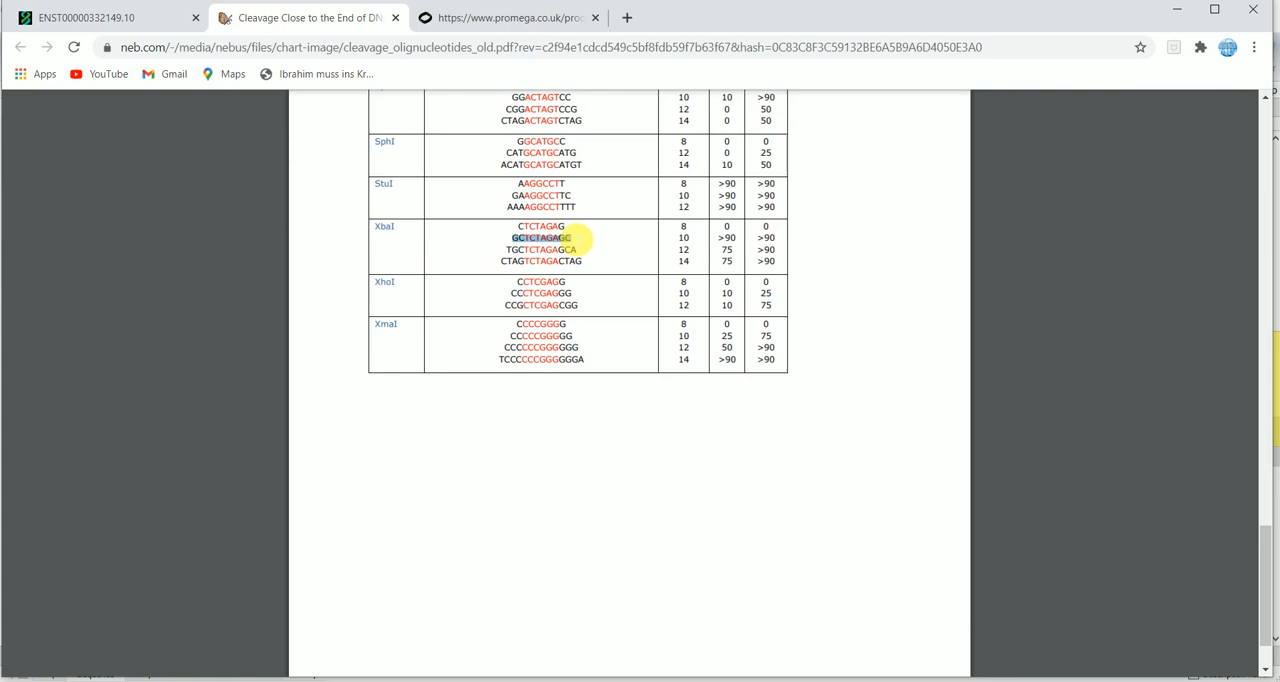 ENST00000332149.10
Cleavage Close to the End of DN
https://www.promega.co.uk/proc
neb.com/-/media/nebus/files/chart-image/cleavage_olignucleotides_old.pdf?rev=c2f94e1cdcd549c5bf8fdb59f7b63f67&hash=0C83C8F3C59132BE6A5B9A6D4050E3A0
Apps YouTube Gmail Maps Ibrahim muss ins Kr...
GGACTAGTCC 10 10 >90
CGGACTAGTCCG 12 0 50
CTAGACTAGTCTAG 14 0 50
SphI GGCATGCC 8 0 0
CATGCATGCATG 12 0 25
ACATGCATGCATGT 14 10 50
StuI AAGGCCTT 8 >90 >90
GAAGGCCTTC 10 >90 >90
AAAAGGCCTTTT 12 >90 >90
XbaI CTCTAGAG 8 0 0
GCTCTAGAGC 10 >90 >90
TGCTCTAGAGCA 12 75 >90
CTAGTCTAGACTAG 14 75 >90
XhoI CCTCGAGG 8 0 0
CCCTCGAGGG 10 10 25
CCGCTCGAGCGG 12 10 75
XmaI CCCCGGGG 8 0 0
CCCCCGGGGG 10 25 75
CCCCCCGGGGGG 12 50 >90
TCCCCCCGGGGGGA 14 >90 >90